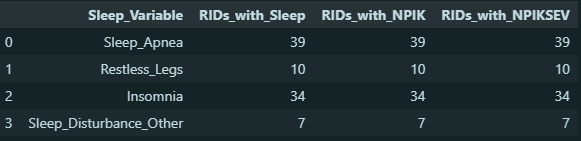 Sleep_Variable RIDs_with_Sleep RIDs_with_NPIK RIDs_with_NPIKSEV
0 Sleep_Apnea 39 39 39
1 Restless_Legs 10 10 10
2 Insomnia 34 34 34
3 Sleep_Disturbance_Other 7 7 7